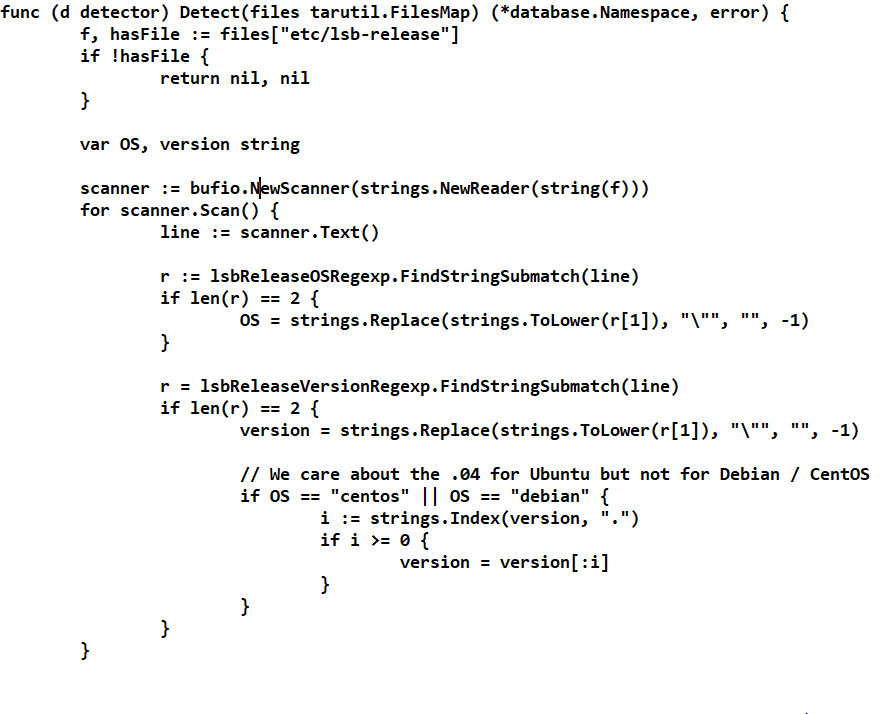 func (d detector) Detect(files tarutil.FilesMap) (*database.Namespace, error) {
        f, hasFile := files["etc/lsb-release"]
        if !hasFile {
                return nil, nil
        }

        var OS, version string

        scanner := bufio.NewScanner(strings.NewReader(string(f)))
        for scanner.Scan() {
                line := scanner.Text()

                r := lsbReleaseOSRegexp.FindStringSubmatch(line)
                if len(r) == 2 {
                        OS = strings.Replace(strings.ToLower(r[1]), "\"", "", -1)
                }

                r = lsbReleaseVersionRegexp.FindStringSubmatch(line)
                if len(r) == 2 {
                        version = strings.Replace(strings.ToLower(r[1]), "\"", "", -1)

                        // We care about the .04 for Ubuntu but not for Debian / CentOS
                        if OS == "centos" || OS == "debian" {
                                i := strings.Index(version, ".")
                                if i >= 0 {
                                        version = version[:i]
                                }
                        }
                }
        }